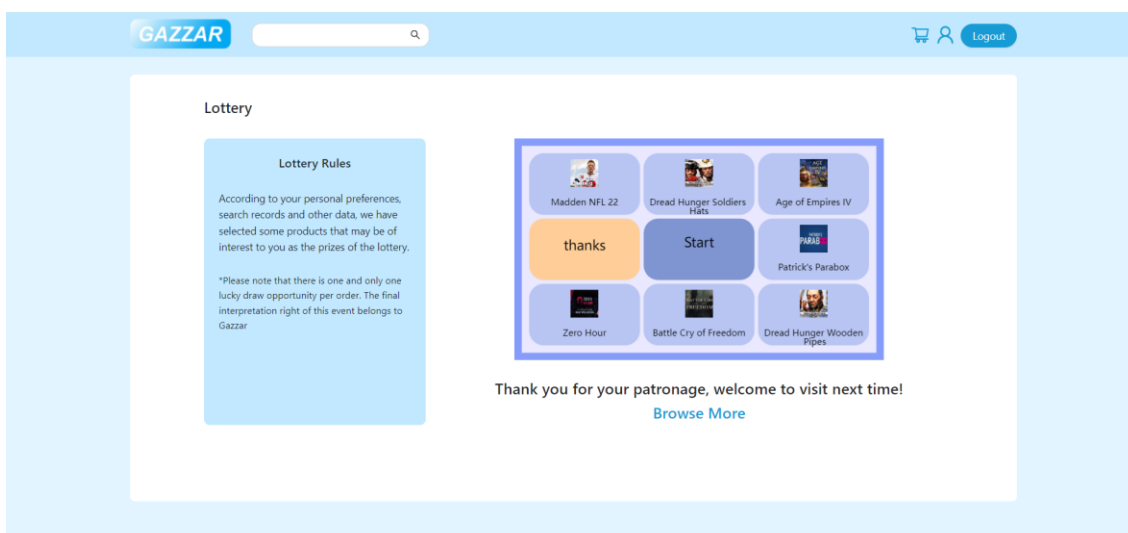 GAZZAR
Logout
Lottery
Lottery Rules
According to your personal preferences,
search records and other data, we have
selected some products that may be of
interest to you as the prizes of the lottery.
*Please note that there is one and only one
lucky draw opportunity per order. The final
interpretation right of this event belongs to
Gazzar
Madden NFL 22
Dread Hunger Soldiers
Hats
Age of Empires IV
thanks
Start
PARAB
Patrick's Parabox
Zero Hour
Battle Cry of Freedom
Dread Hunger Wooden
Pipes
Thank you for your patronage, welcome to visit next time!
Browse More